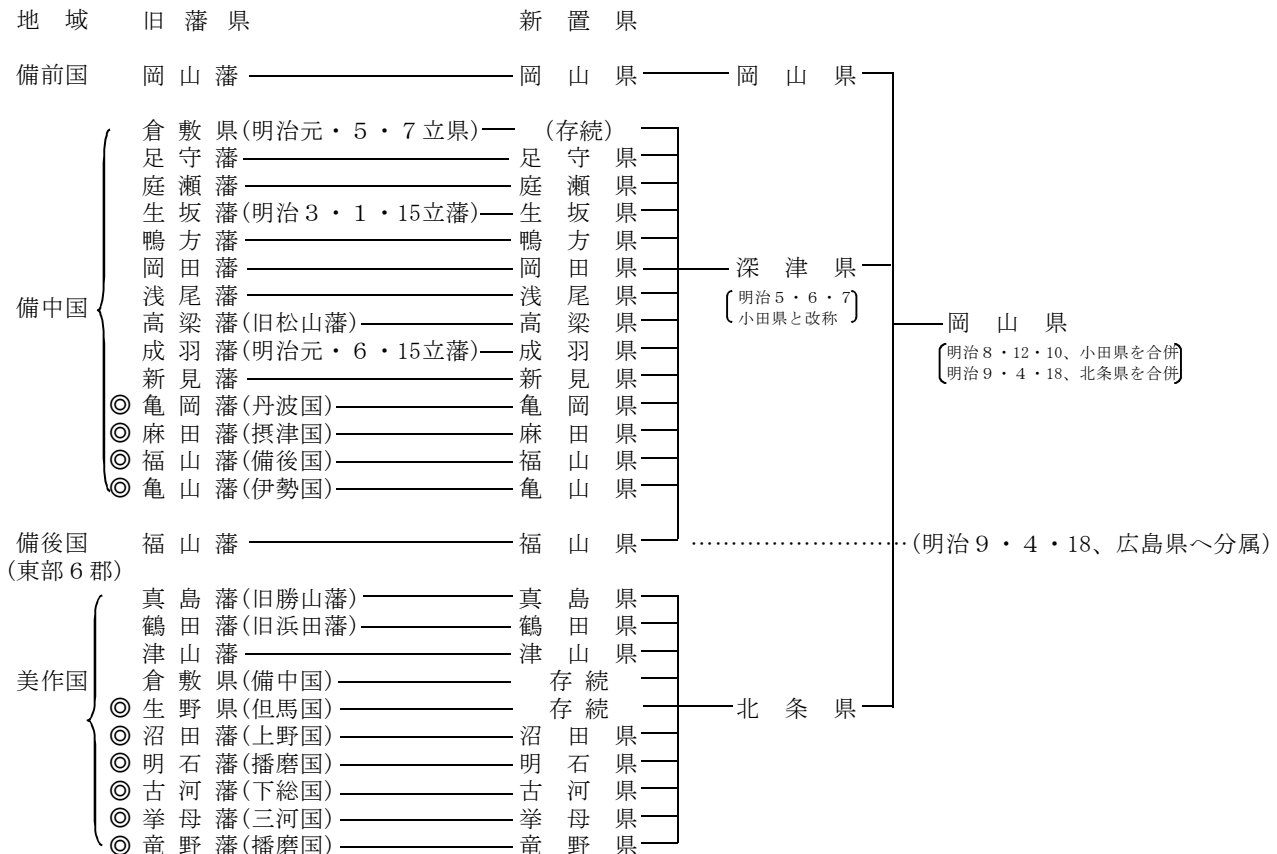 地域 旧藩県 新置県
備前国 岡山藩 岡山県 岡山県
倉敷県(明治元・5・7立県) (存続)
足守藩 足守県
庭瀬藩 庭瀬県
生坂藩(明治3・1・15立藩) 生坂県
鴨方藩 鴨方県
岡田藩 岡田県 深津県
浅尾藩 浅尾県 明治5・6・7
備中国 高梁藩(旧松山藩) 高梁県 小田県と改称 岡山県
成羽藩(明治元・6・15立藩) 成羽県 明治8・12・10、小田県を合併
新見藩 新見県 明治9・4・18、北条県を合併
◎亀岡藩(丹波国) 亀岡県
◎麻田藩(摂津国) 麻田県
◎福山藩(備後国) 福山県
◎亀山藩(伊勢国) 亀山県
備後国 福山藩 福山県 ………………………(明治9・4・18、広島県へ分属)
(東部6郡)
真島藩(旧勝山藩) 真島県
鶴田藩(旧浜田藩) 鶴田県
津山藩 津山県
美作国 倉敷県(備中国) 存続
◎生野県(但馬国) 存続 北条県
◎沼田藩(上野国) 沼田県
◎明石藩(播磨国) 明石県
◎古河藩(下総国) 古河県
◎挙母藩(三河国) 挙母県
◎竜野藩(播磨国) 竜野県